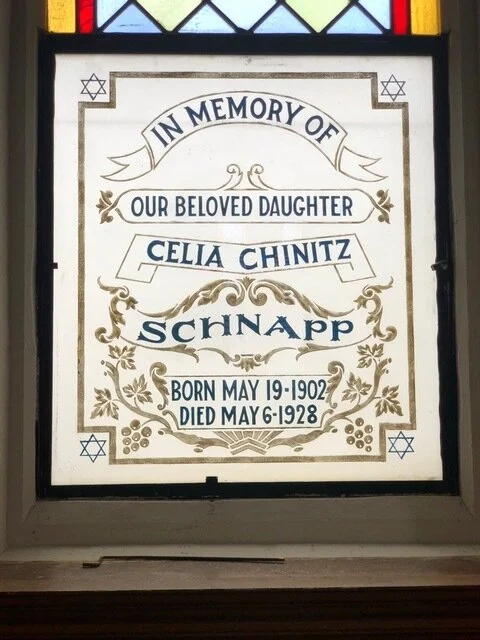 IN MEMORY OF
OUR BELOVED DAUGHTER
CELIA CHINITZ
SCHNAPP
BORN MAY 19-1902
DIED MAY 6-1928